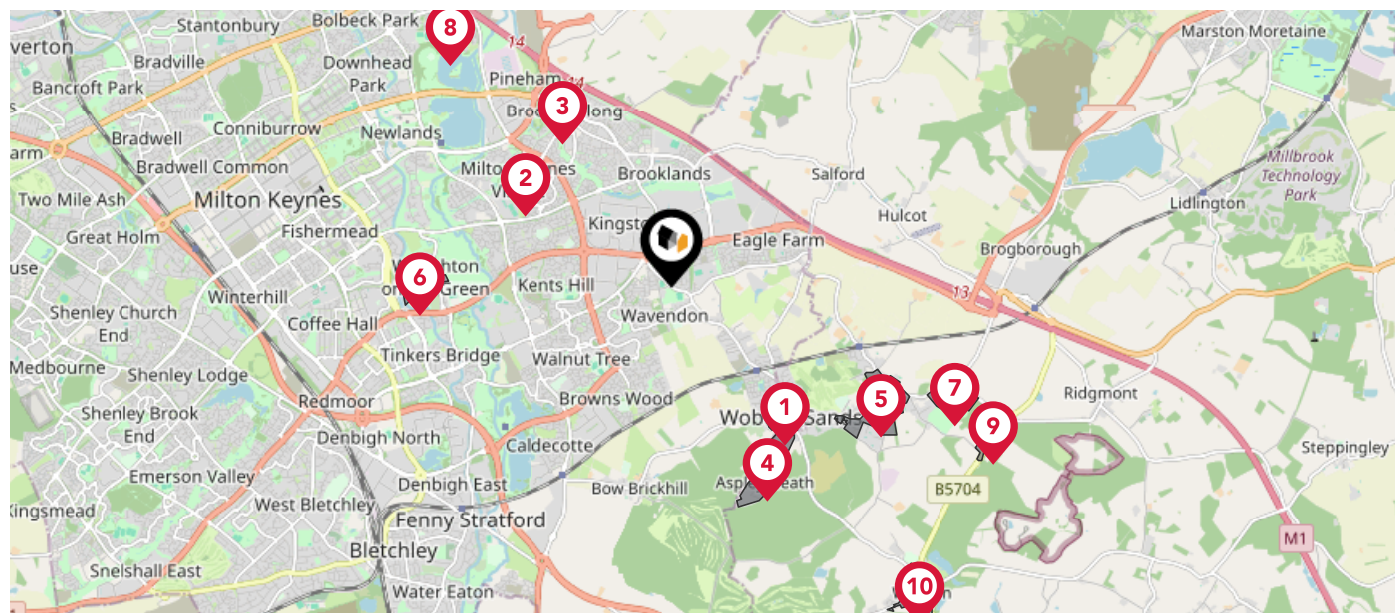 Bolbeck Park
Stantonbury
8
14
Marston Moretaine
verton
Bradville
Downhead
Park
Pineham
14
Bancroft Park
3
Conniburrow
Newlands
Bradwell
arm
Bradwell Common
2
Brooklands
Salford
Millbrook
Technology
Park
Two Mile Ash
Milton Keynes
Lidlington
Great Holm
Fishermead
Hulcot
Eagle Farm
Brogborough
6
Kents Hill
Winterhill
13
Shenley Church
End
Coffee Hall
Wavendon
Medbourne
Tinkers Bridge
Walnut Tree
Shenley Lodge
7
Ridgmont
Redmoor
Browns Wood
1
5
Shenley Brook
End
9
Denbigh North
Caldecotte
Steppingley
4
Emerson Valley
Denbigh East
Bow Brickhill
B5704
Kingsmead
West Bletchley
Fenny Stratford
M1
Bletchley
Snelshall East
Water Eaton
10